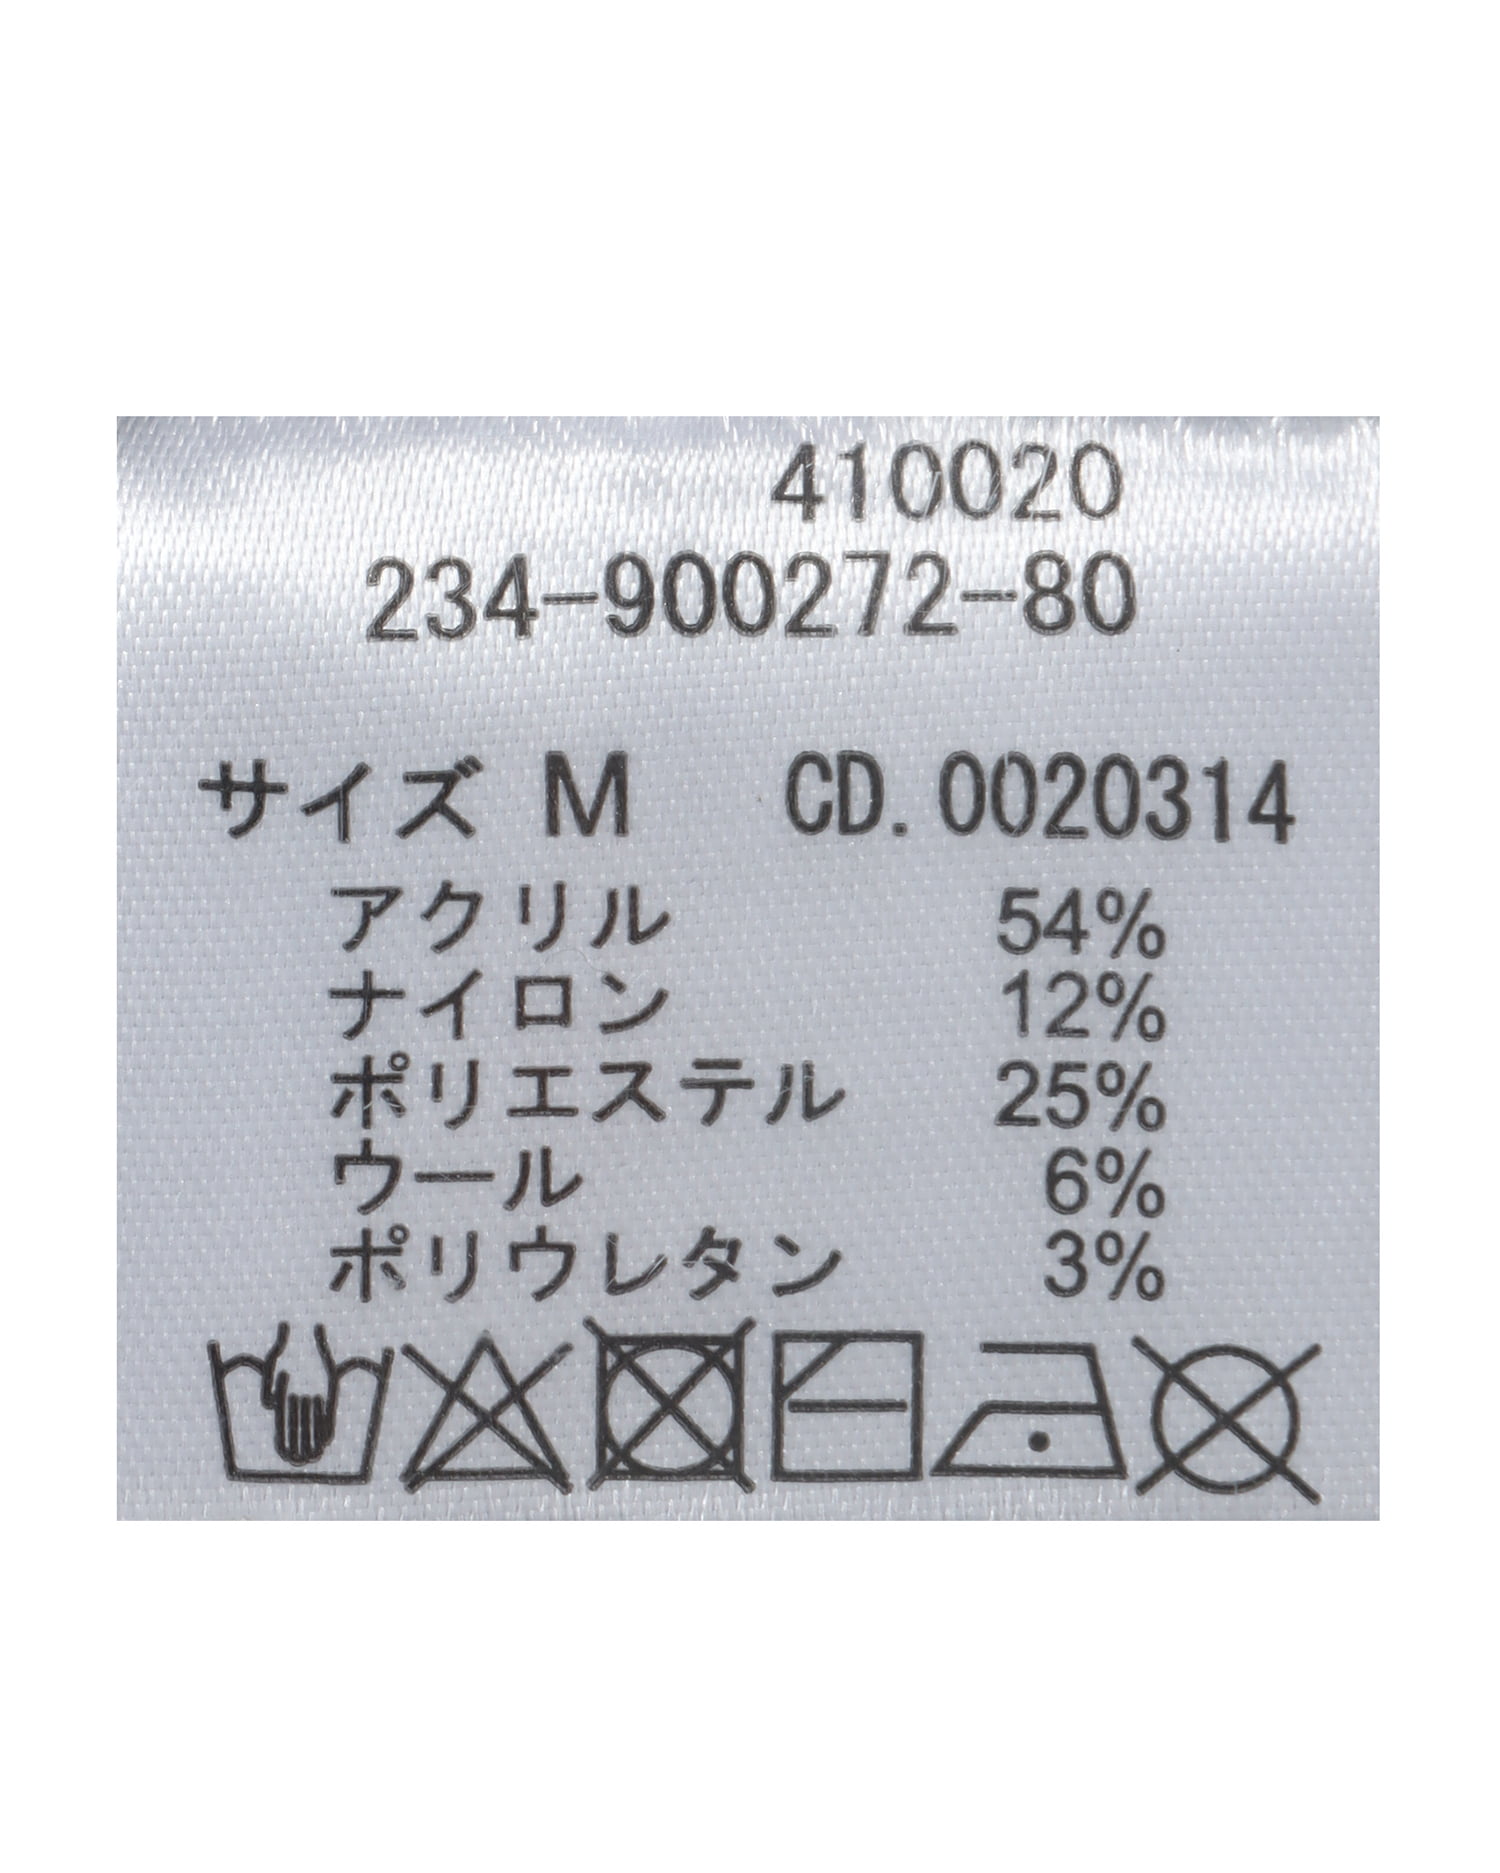 410020
234-900272-80
サイズ M CD.0020314
アクリル 54%
ナイロン 12%
ポリエステル 25%
ウール 6%
ポリウレタン 3%